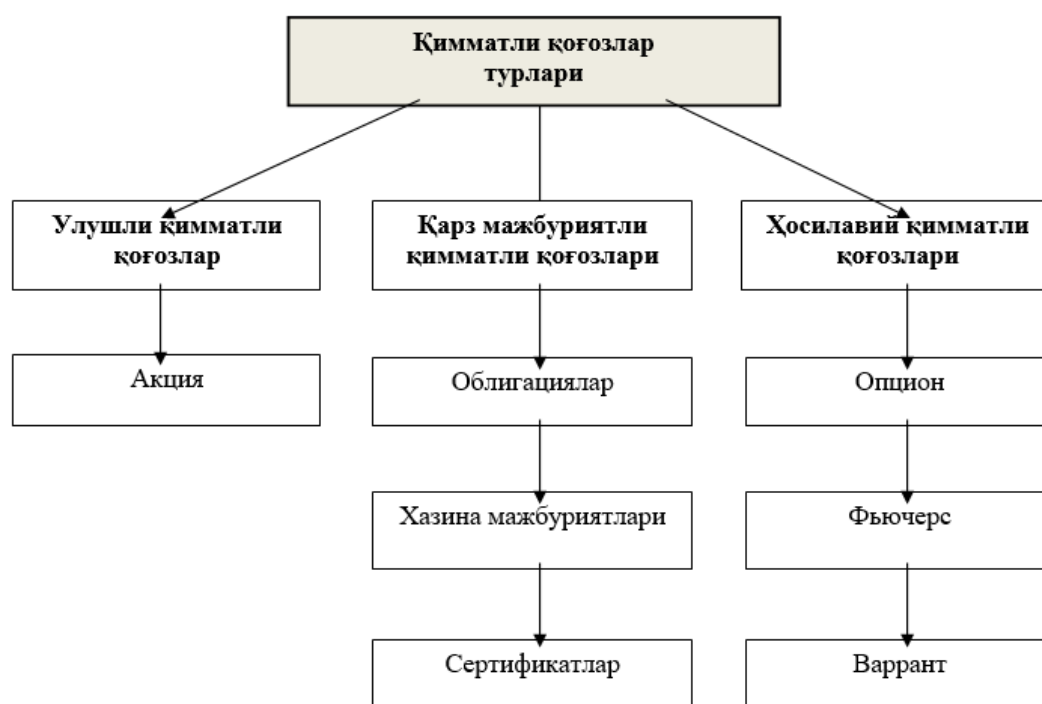 Қимматли қоғозлар
турлари
Улушли қимматли
қоғозлар
Қарз мажбуриятли
қимматли қоғозлари
Ҳосилавий қимматли
қоғозлари
Акция
Облигациялар
Опцион
Хазина мажбуриятлари
Фьючерс
Сертификатлар
Варрант